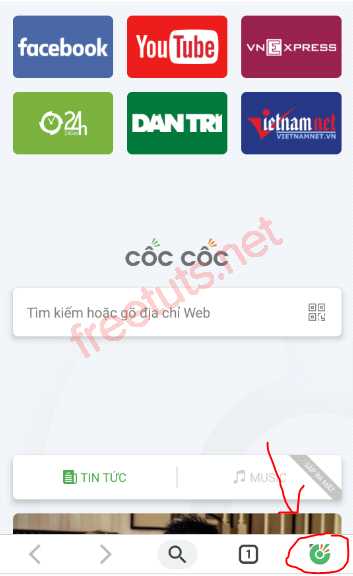 facebook
YouTube
VNEXPRESS
24h
DANTRI
Vietnamnet
VIETNAMNET.VN
cốc cốc
Tìm kiếm hoặc gõ địa chỉ Web
freetuts.net
TIN TỨC
MUSIC
SẮP RA MẮT
1